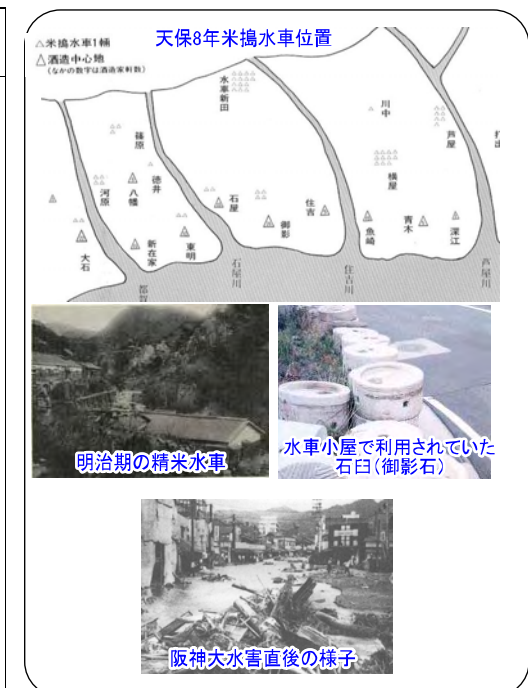 天保8年米搗水車位置
△米搗水車1輛
△酒造中心地
(なかの数字は酒造家軒数)
水車新田
川中
芦屋
打出
篠原
徳井
横屋
河原
八幡
石屋
住吉
御影
魚崎
青木
深江
大石
新在家
東明
都賀
石屋川
住吉川
芦屋川
明治期の精米水車
水車小屋で利用されていた
石臼(御影石)
阪神大水害直後の様子